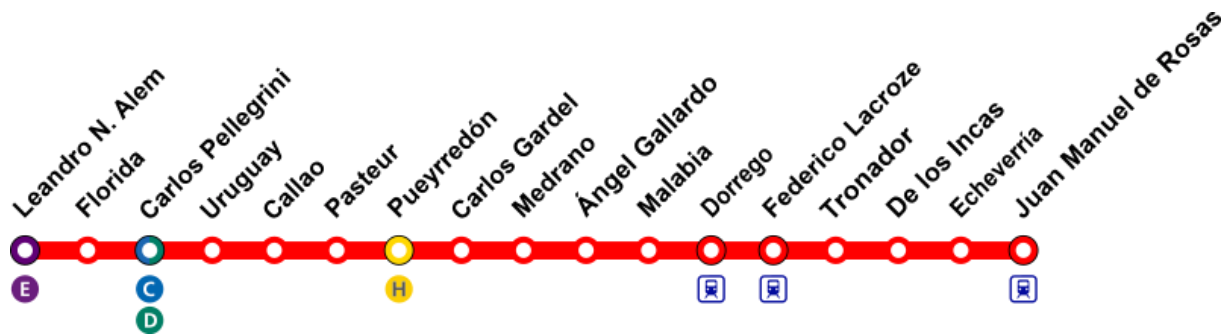 Leandro N. Alem
Florida
Carlos Pellegrini
Uruguay
Callao
Pasteur
Pueyrredón
Carlos Gardel
Medrano
Ángel Gallardo
Malabia
Dorrego
Federico Lacroze
Tronador
De los Incas
Echeverría
Juan Manuel de Rosas
E
C
D
H